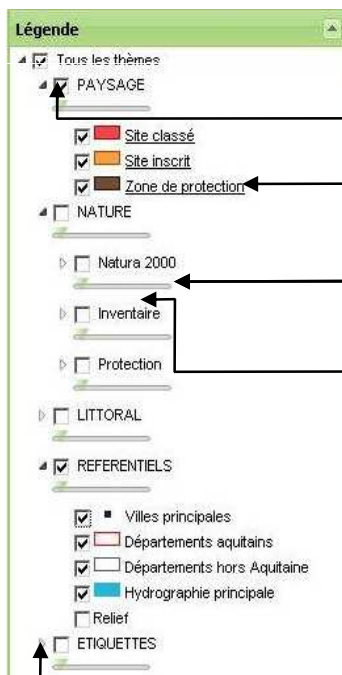 Légende
Tous les thèmes
PAYSAGE
Site classé
Site inscrit
Zone de protection
NATURE
Natura 2000
Inventaire
Protection
LITTORAL
REFERENTIELS
Villes principales
Départements aquitains
Départements hors Aquitaine
Hydrographie principale
Relief
ETIQUETTES